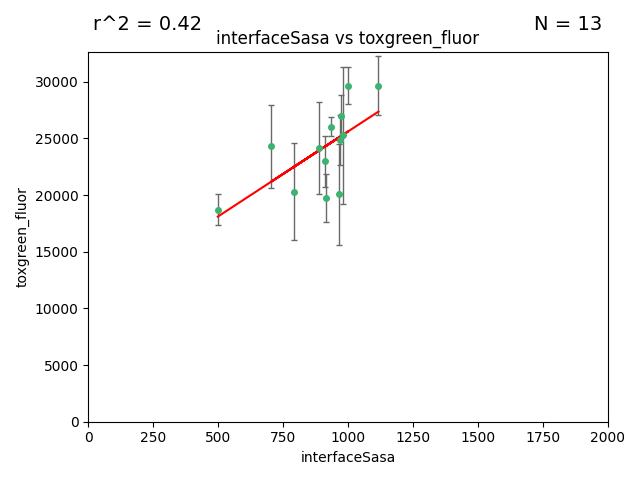 r^2 = 0.42
N = 13
interfaceSasa vs toxgreen_fluor
30000
25000
20000
15000
10000
5000
0
toxgreen_fluor
0 250 500 750 1000 1250 1500 1750 2000
interfaceSasa